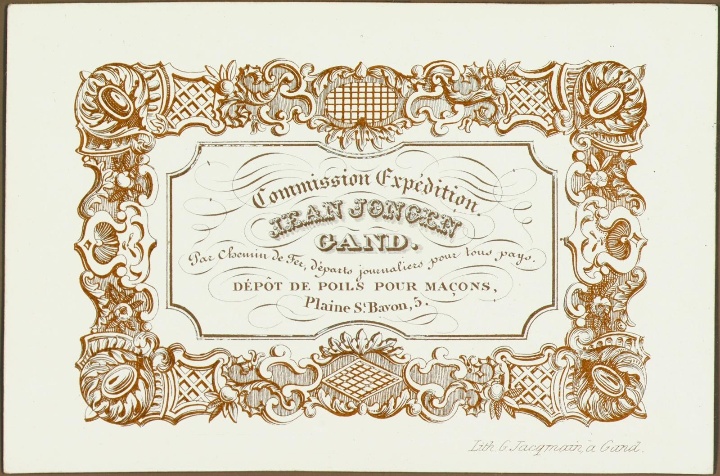 Commission Expédition.
JEAN JONGEN
GAND.
Par Chemin de Fer, départs journaliers, pour tous pays.
DÉPÔT DE POILS POUR MAÇONS,
Plaine St. Bavon, 5.
Lith G Jacqmain, à Gand.